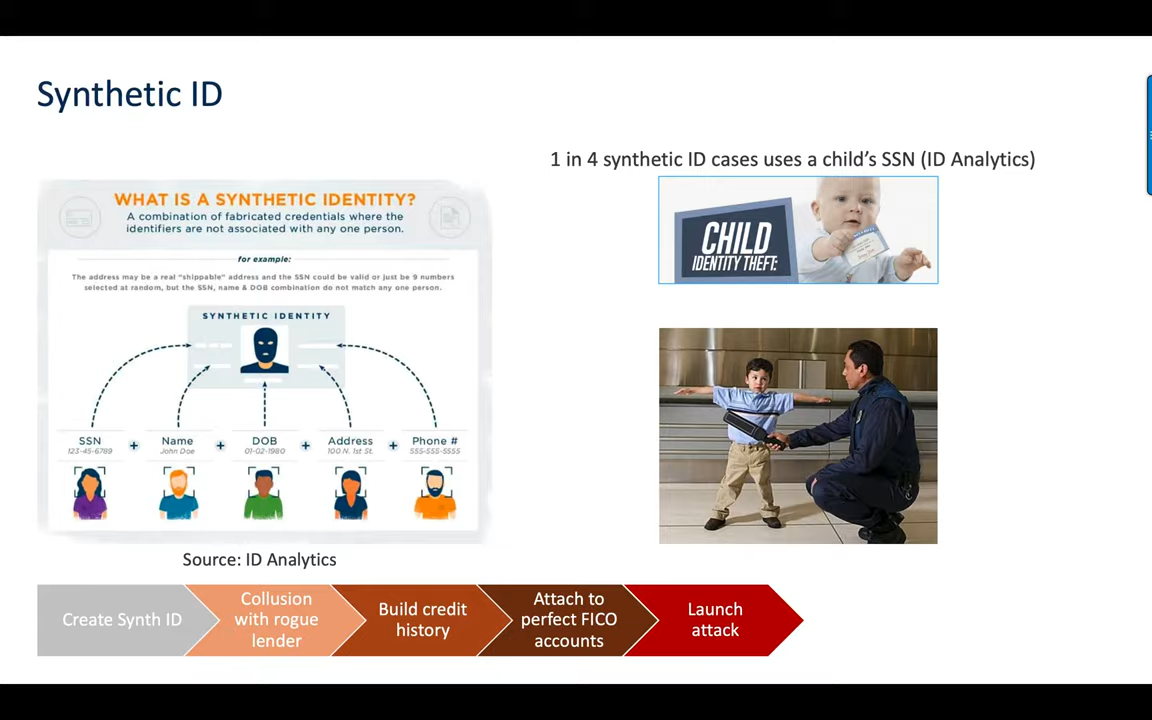 Synthetic ID
WHAT IS A SYNTHETIC IDENTITY?
A combination of fabricated credentials where the
identifiers are not associated with any one person.
for example:
The address may be a real "shippable" address and the SSN could be valid or just be 9 numbers
selected at random, but the SSN, name & DOB combination do not match any one person.
SYNTHETIC IDENTITY
SSN + Name + DOB + Address + Phone #
123-45-6789 John Doe 01-02-1980 100 N. 1st St. 555-555-5555
Source: ID Analytics
1 in 4 synthetic ID cases uses a child's SSN (ID Analytics)
CHILD
IDENTITY THEFT:
Create Synth ID
Collusion
with rogue
lender
Build credit
history
Attach to
perfect FICO
accounts
Launch
attack